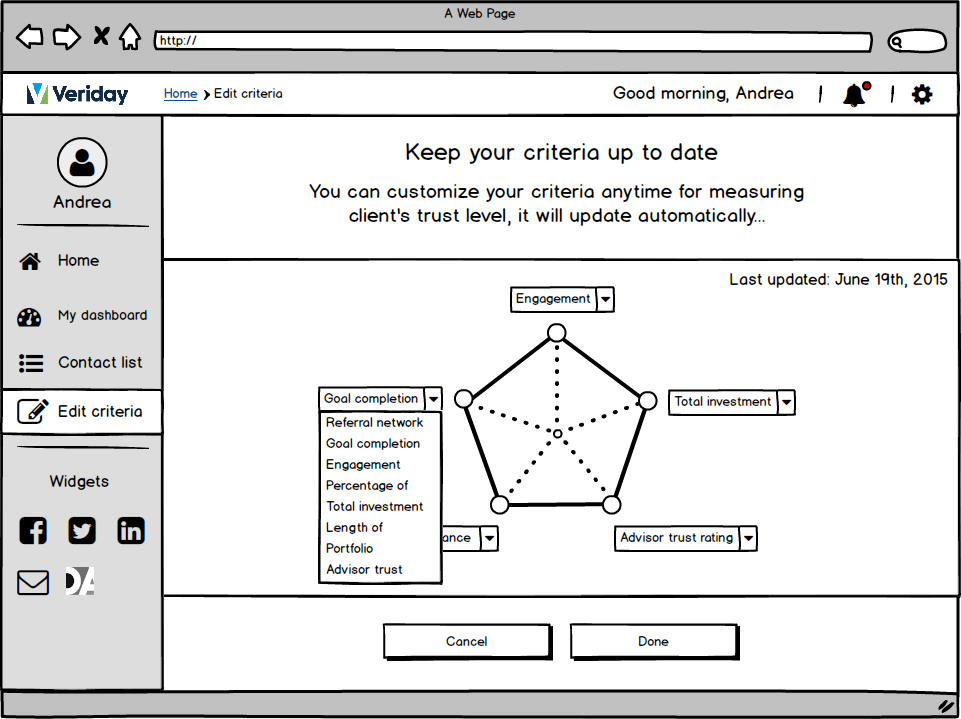 A Web Page
http://
Veriday
Home
Edit criteria
Good morning, Andrea
Andrea
Home
My dashboard
Contact list
Edit criteria
Widgets
Keep your criteria up to date
You can customize your criteria anytime for measuring
client's trust level, it will update automatically...
Last updated: June 19th, 2015
Engagement
Goal completion
Total investment
Referral network
Goal completion
Engagement
Percentage of
Total investment
Length of
Portfolio
Advisor trust
Advisor trust rating
Cancel
Done